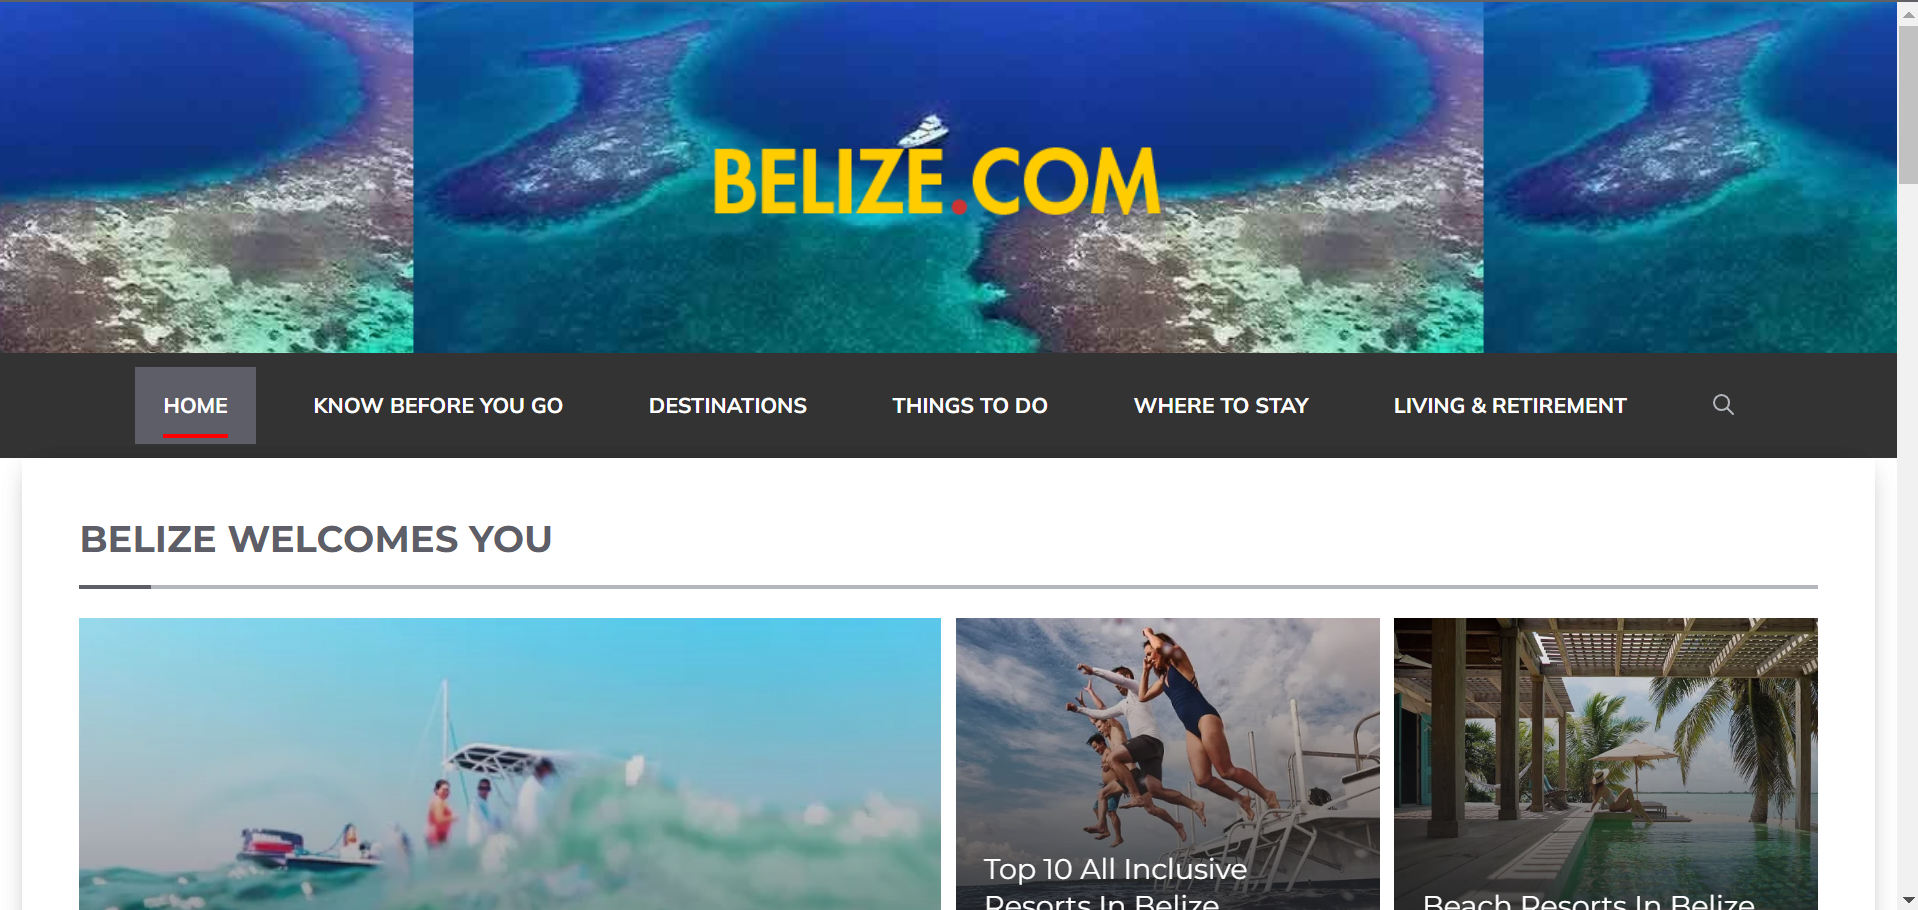 BELIZE.COM
HOME
KNOW BEFORE YOU GO
DESTINATIONS
THINGS TO DO
WHERE TO STAY
LIVING & RETIREMENT
BELIZE WELCOMES YOU
Top 10 All Inclusive
Resorts In Belize
Beach Resorts In Belize